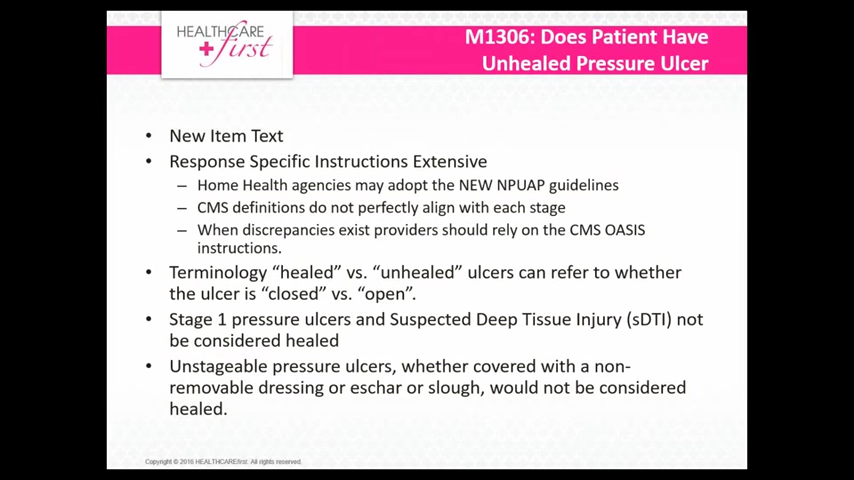 HEALTHCARE
first
M1306: Does Patient Have
Unhealed Pressure Ulcer
• New Item Text
• Response Specific Instructions Extensive
– Home Health agencies may adopt the NEW NPUAP guidelines
– CMS definitions do not perfectly align with each stage
– When discrepancies exist providers should rely on the CMS OASIS
instructions.
• Terminology “healed” vs. “unhealed” ulcers can refer to whether
the ulcer is “closed” vs. “open”.
• Stage 1 pressure ulcers and Suspected Deep Tissue Injury (sDTI) not
be considered healed
• Unstageable pressure ulcers, whether covered with a non-
removable dressing or eschar or slough, would not be considered
healed.
Copyright © 2016 HEALTHCAREfirst. All rights reserved.